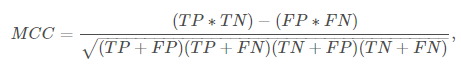 MCC = (TP * TN) − (FP * FN) / √(TP + FP)(TP + FN)(TN + FP)(TN + FN) ,